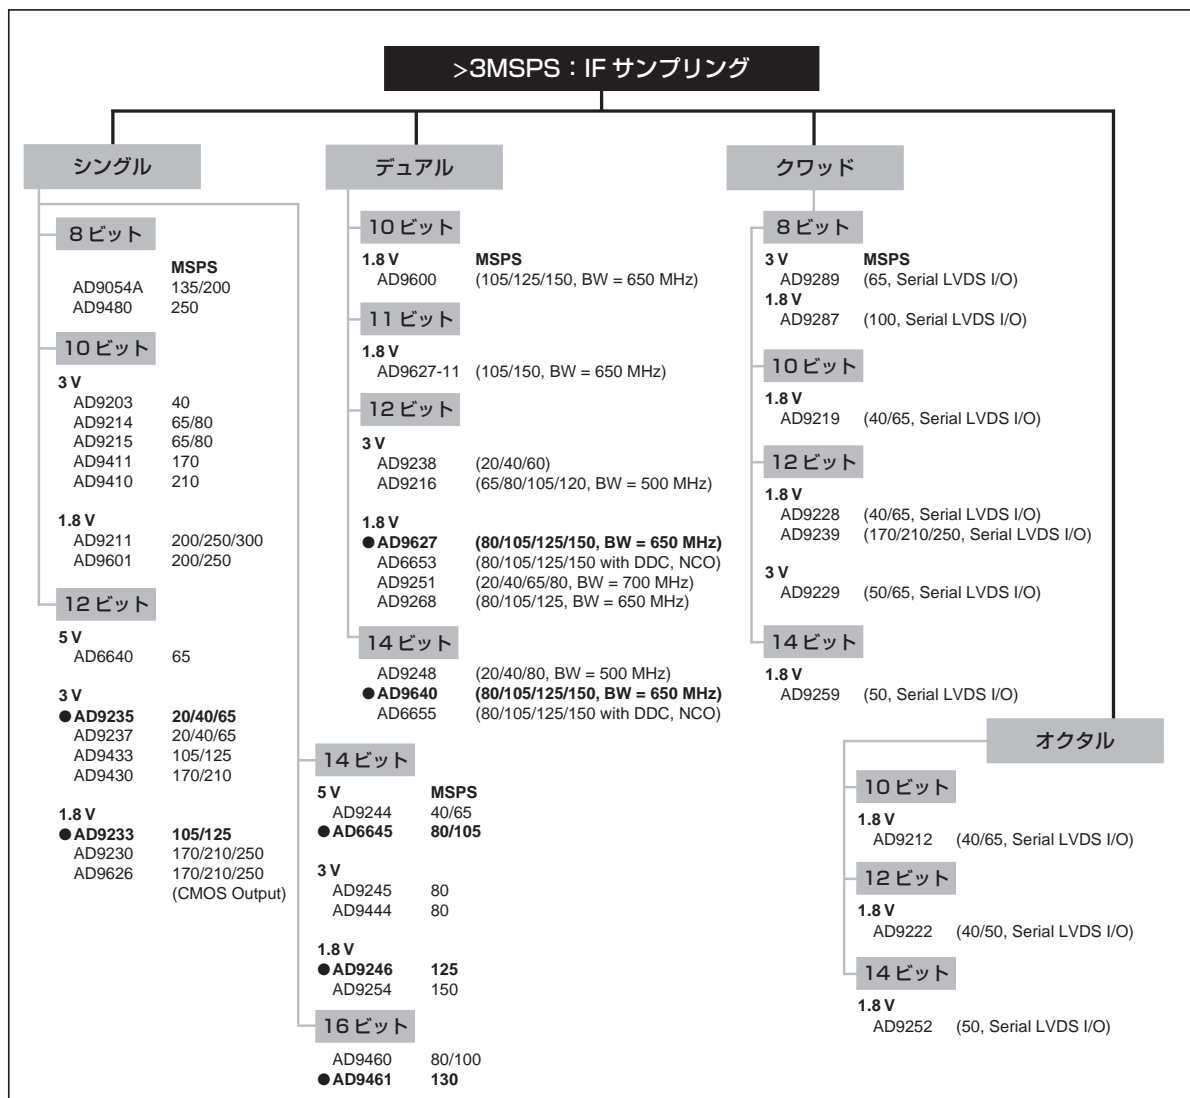 >3MSPS：IF サンプリング
シングル
8 ビット
MSPS
AD9054A 135/200
AD9480 250
10 ビット
3 V
AD9203 40
AD9214 65/80
AD9215 65/80
AD9411 170
AD9410 210
1.8 V
AD9211 200/250/300
AD9601 200/250
12 ビット
5 V
AD6640 65
3 V
●AD9235 20/40/65
AD9237 20/40/65
AD9433 105/125
AD9430 170/210
1.8 V
●AD9233 105/125
AD9230 170/210/250
AD9626 170/210/250
(CMOS Output)
14 ビット
5 V MSPS
AD9244 40/65
●AD6645 80/105
3 V
AD9245 80
AD9444 80
1.8 V
●AD9246 125
AD9254 150
16 ビット
AD9460 80/100
●AD9461 130
デュアル
10 ビット
1.8 V MSPS
AD9600 (105/125/150, BW = 650 MHz)
11 ビット
1.8 V
AD9627-11 (105/150, BW = 650 MHz)
12 ビット
3 V
AD9238 (20/40/60)
AD9216 (65/80/105/120, BW = 500 MHz)
1.8 V
●AD9627 (80/105/125/150, BW = 650 MHz)
AD6653 (80/105/125/150 with DDC, NCO)
AD9251 (20/40/65/80, BW = 700 MHz)
AD9268 (80/105/125, BW = 650 MHz)
14 ビット
AD9248 (20/40/80, BW = 500 MHz)
●AD9640 (80/105/125/150, BW = 650 MHz)
AD6655 (80/105/125/150 with DDC, NCO)
クワッド
8 ビット
3 V MSPS
AD9289 (65, Serial LVDS I/O)
1.8 V
AD9287 (100, Serial LVDS I/O)
10 ビット
1.8 V
AD9219 (40/65, Serial LVDS I/O)
12 ビット
1.8 V
AD9228 (40/65, Serial LVDS I/O)
AD9239 (170/210/250, Serial LVDS I/O)
3 V
AD9229 (50/65, Serial LVDS I/O)
14 ビット
1.8 V
AD9259 (50, Serial LVDS I/O)
オクタル
10 ビット
1.8 V
AD9212 (40/65, Serial LVDS I/O)
12 ビット
1.8 V
AD9222 (40/50, Serial LVDS I/O)
14 ビット
1.8 V
AD9252 (50, Serial LVDS I/O)